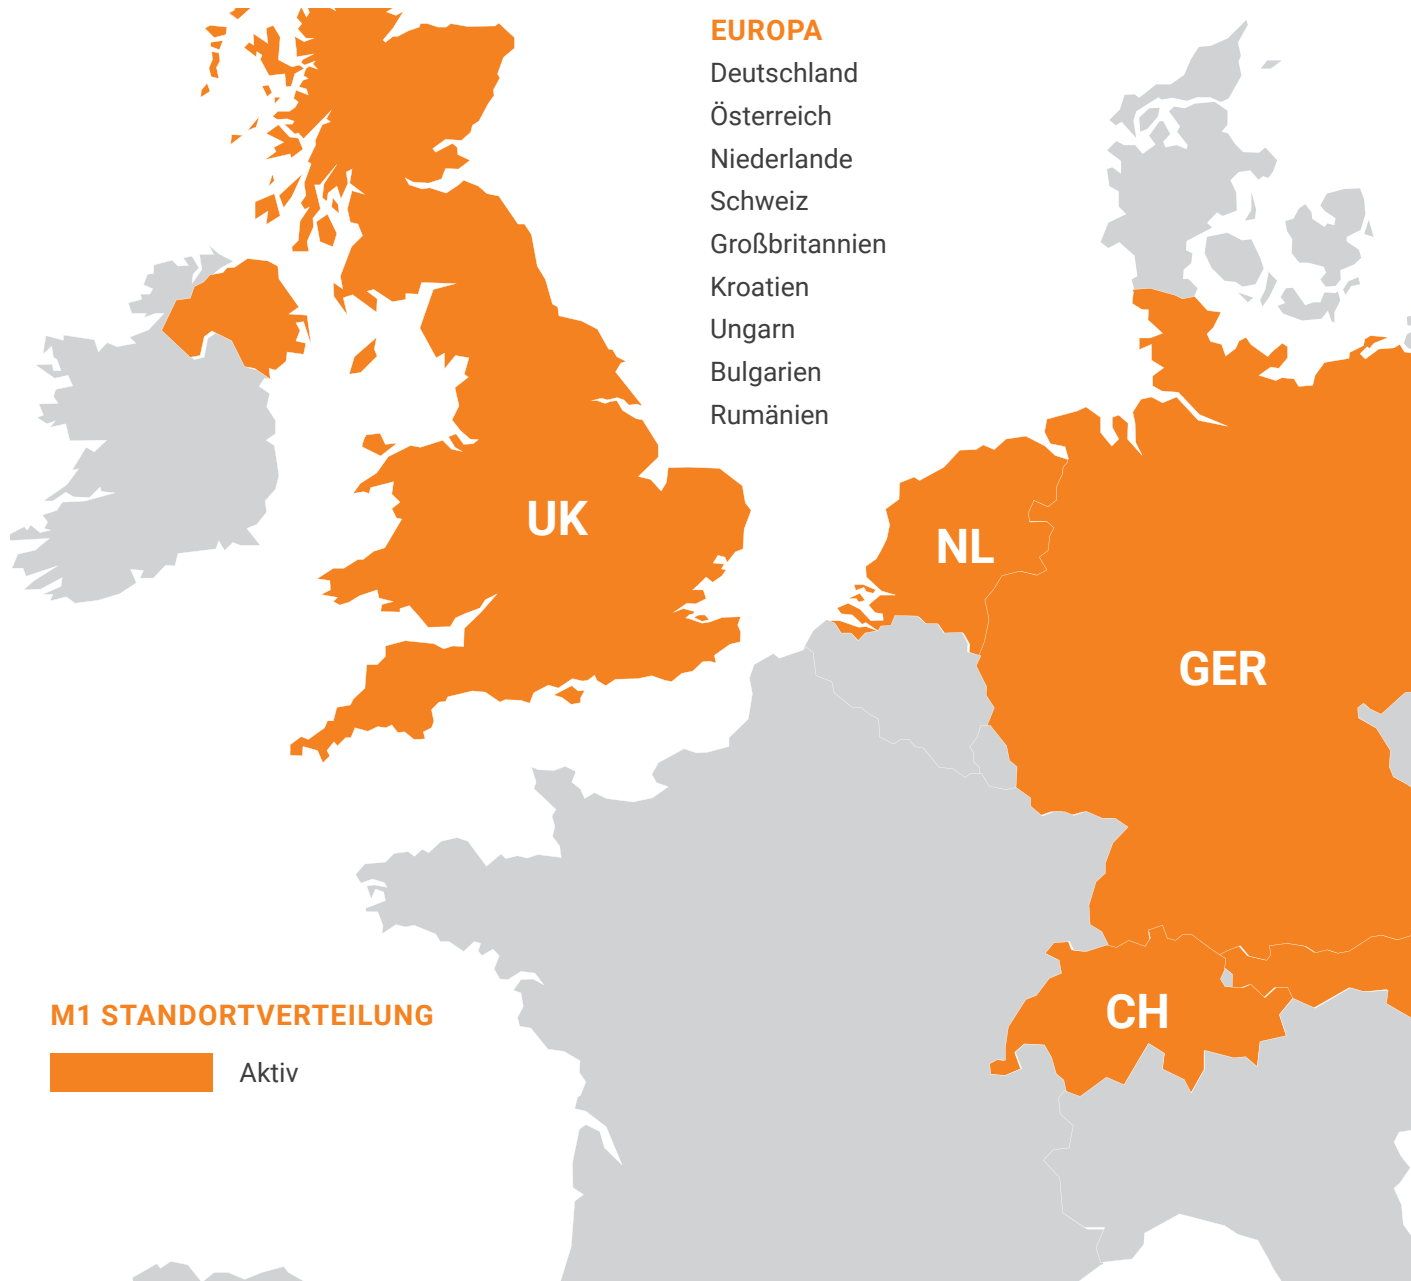 EUROPA
Deutschland
Österreich
Niederlande
Schweiz
Großbritannien
Kroatien
Ungarn
Bulgarien
Rumänien
UK
NL
GER
CH
M1 STANDORTVERTEILUNG
Aktiv